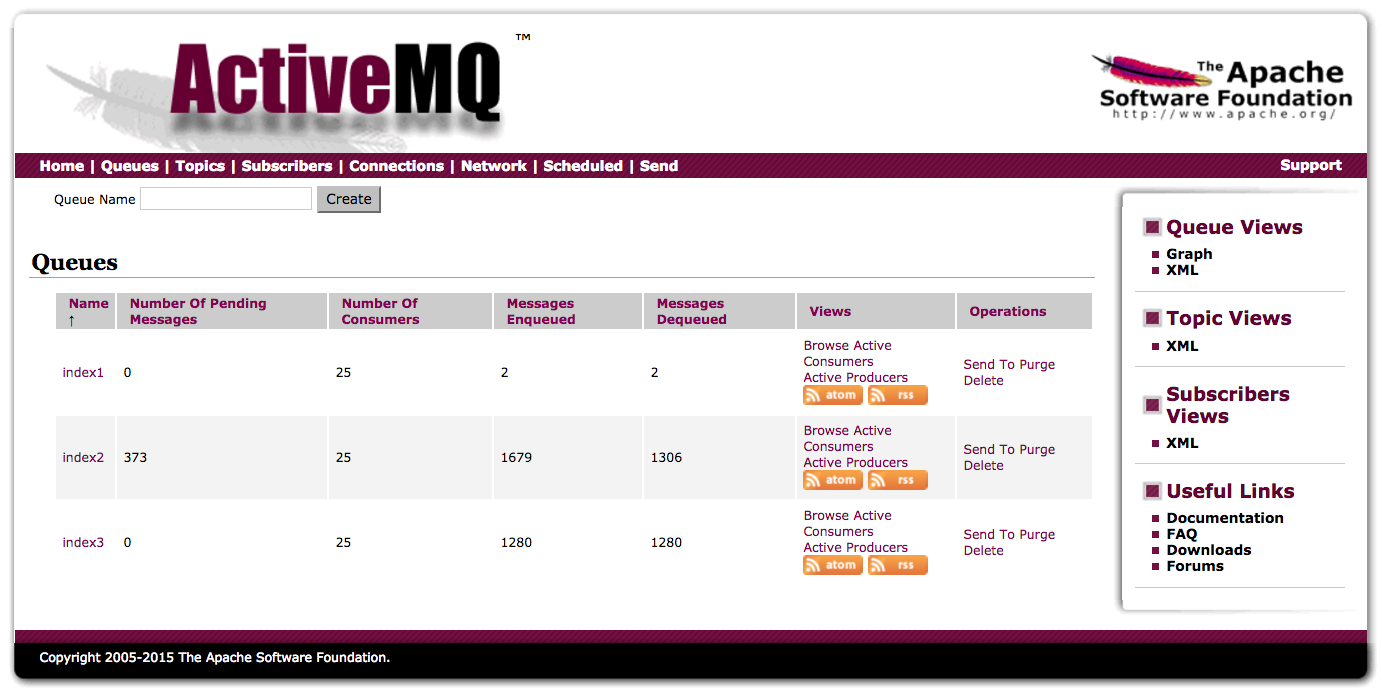 ActiveMQ ™
The Apache
Software Foundation
http://www.apache.org/
Home | Queues | Topics | Subscribers | Connections | Network | Scheduled | Send
Support
Queue Name
Create
Queues
Name ↑
Number Of Pending
Messages
Number Of
Consumers
Messages
Enqueued
Messages
Dequeued
Views
Operations
index1
0
25
2
2
Browse Active
Consumers
Active Producers
atom rss
Send To Purge
Delete
index2
373
25
1679
1306
Browse Active
Consumers
Active Producers
atom rss
Send To Purge
Delete
index3
0
25
1280
1280
Browse Active
Consumers
Active Producers
atom rss
Send To Purge
Delete
Queue Views
Graph
XML
Topic Views
XML
Subscribers
Views
XML
Useful Links
Documentation
FAQ
Downloads
Forums
Copyright 2005-2015 The Apache Software Foundation.